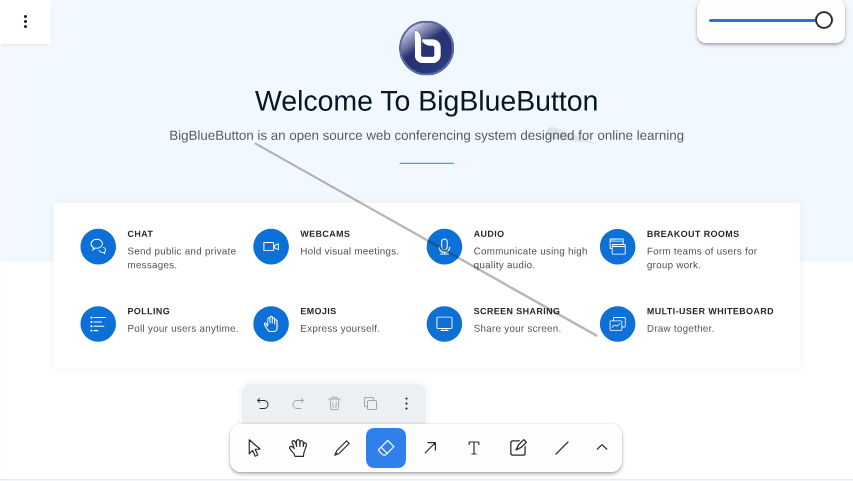 Welcome To BigBlueButton
BigBlueButton is an open source web conferencing system designed for online learning
CHAT
Send public and private
messages.
WEBCAMS
Hold visual meetings.
AUDIO
Communicate using high
quality audio.
BREAKOUT ROOMS
Form teams of users for
group work.
POLLING
Poll your users anytime.
EMOJIS
Express yourself.
SCREEN SHARING
Share your screen.
MULTI-USER WHITEBOARD
Draw together.